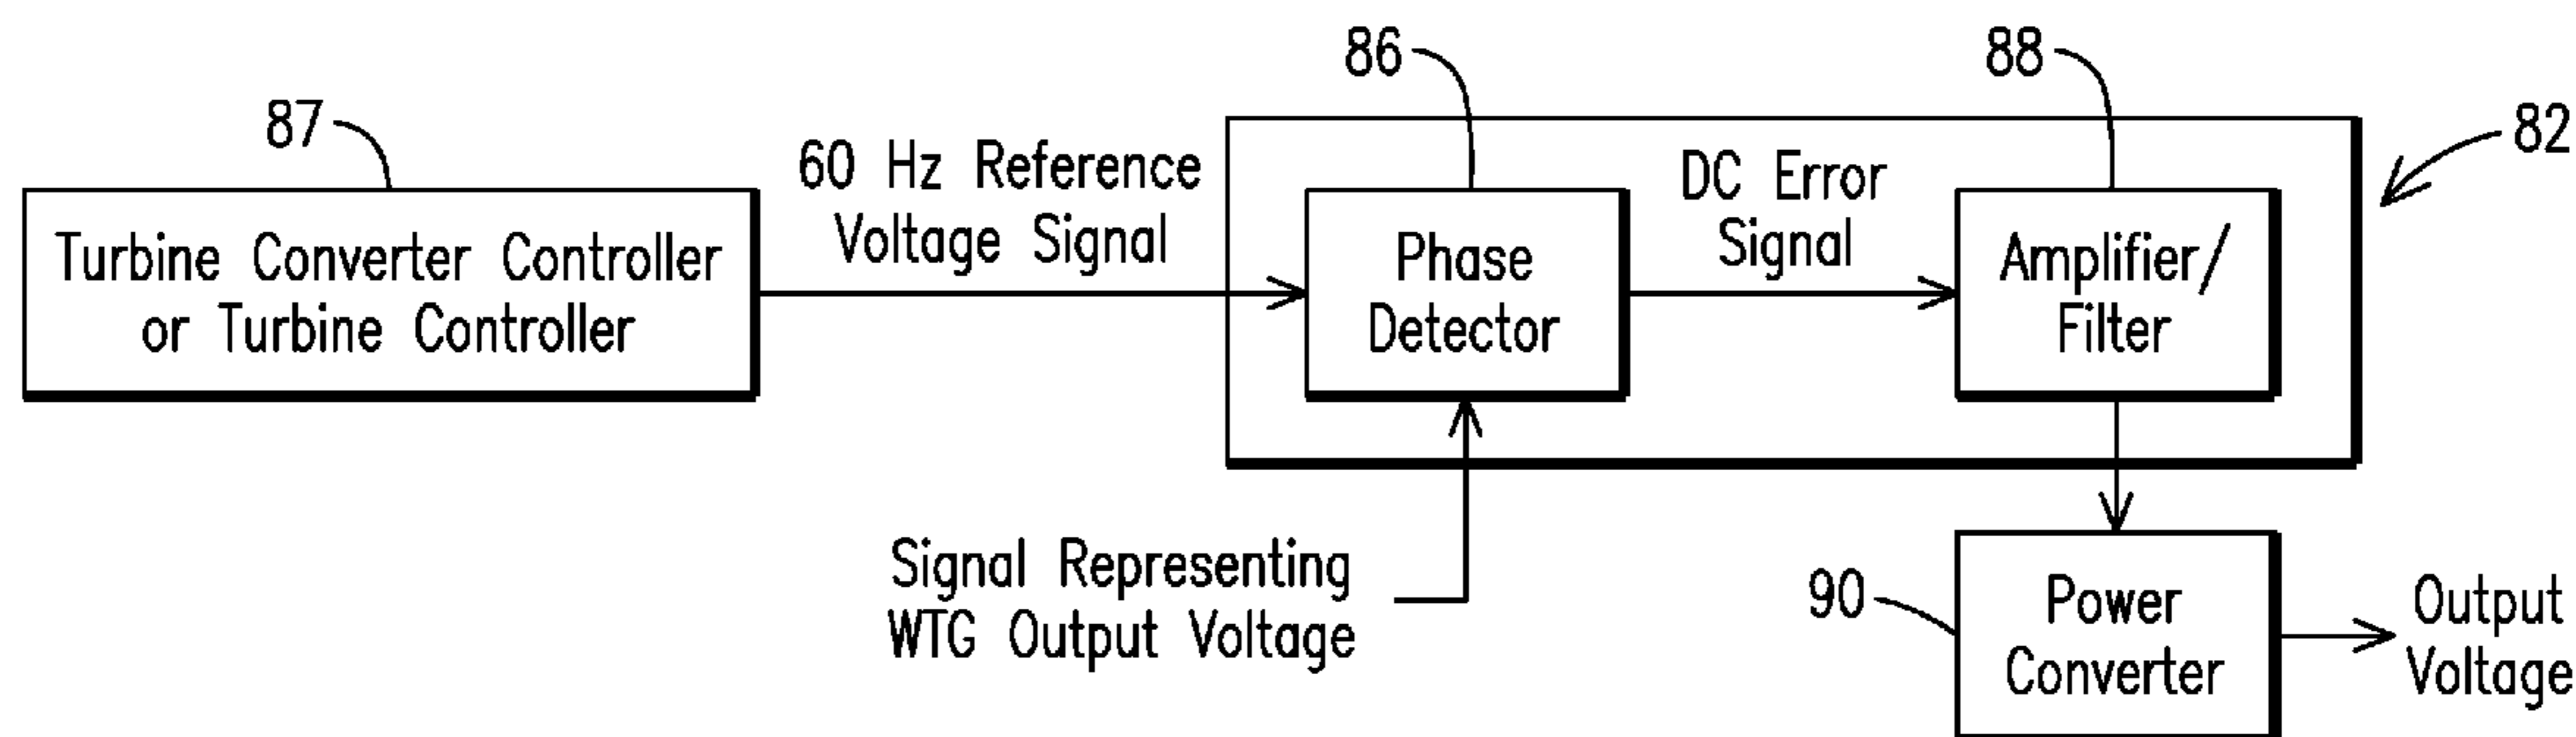 86
88
87
82
60 Hz Reference
Voltage Signal
DC Error
Signal
Turbine Converter Controller
or Turbine Controller
Phase
Detector
Amplifier/
Filter
Signal Representing
WTG Output Voltage
90
Power
Converter
Output
Voltage